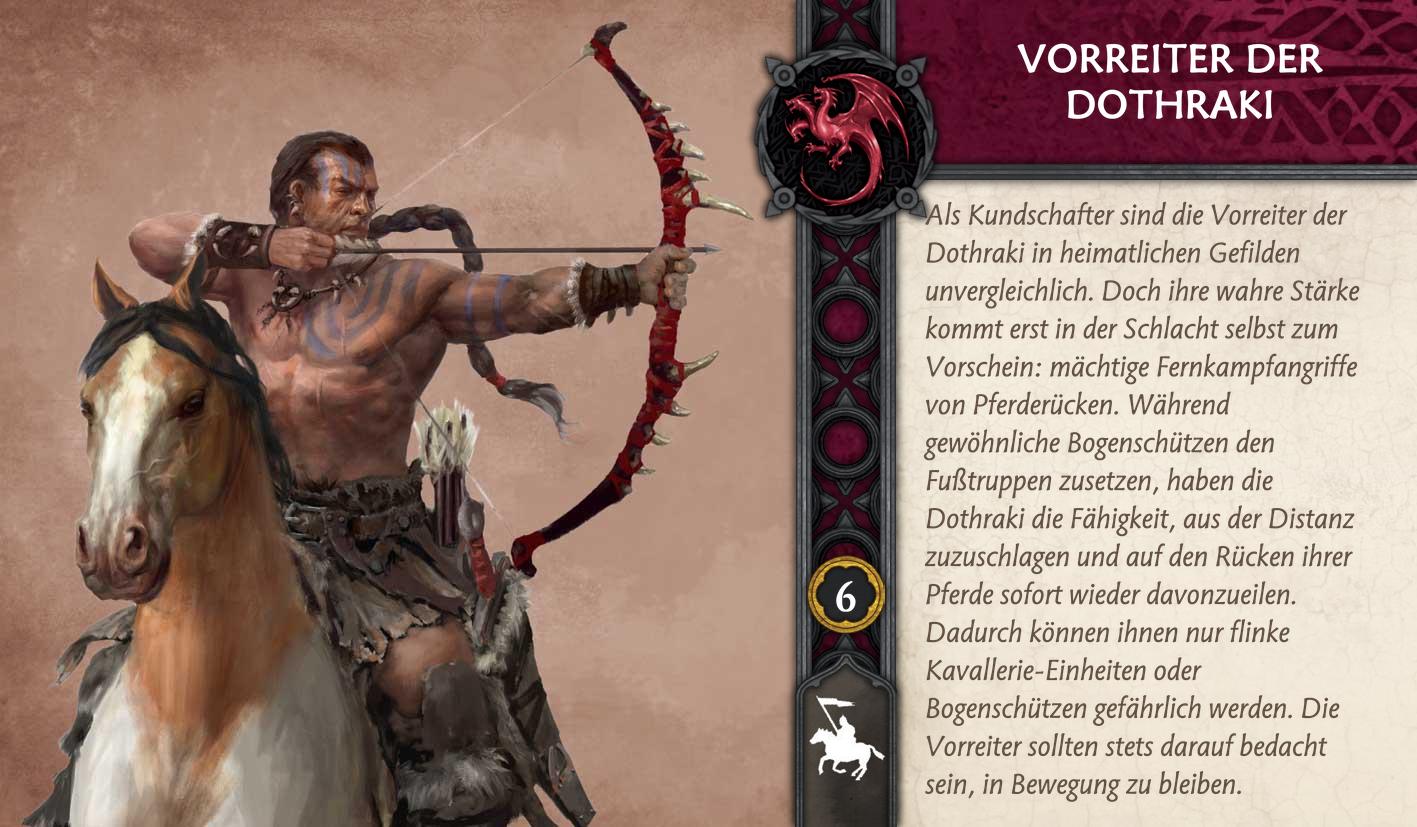 VORREITER DER
DOTHRAKI
Als Kundschafter sind die Vorreiter der
Dothraki in heimatlichen Gefilden
unvergleichlich. Doch ihre wahre Stärke
kommt erst in der Schlacht selbst zum
Vorschein: mächtige Fernkampfangriffe
von Pferderücken. Während
gewöhnliche Bogenschützen den
Fußtruppen zusetzen, haben die
Dothraki die Fähigkeit, aus der Distanz
zuzuschlagen und auf den Rücken ihrer
Pferde sofort wieder davonzueilen.
Dadurch können ihnen nur flinke
Kavallerie-Einheiten oder
Bogenschützen gefährlich werden. Die
Vorreiter sollten stets darauf bedacht
sein, in Bewegung zu bleiben.
6